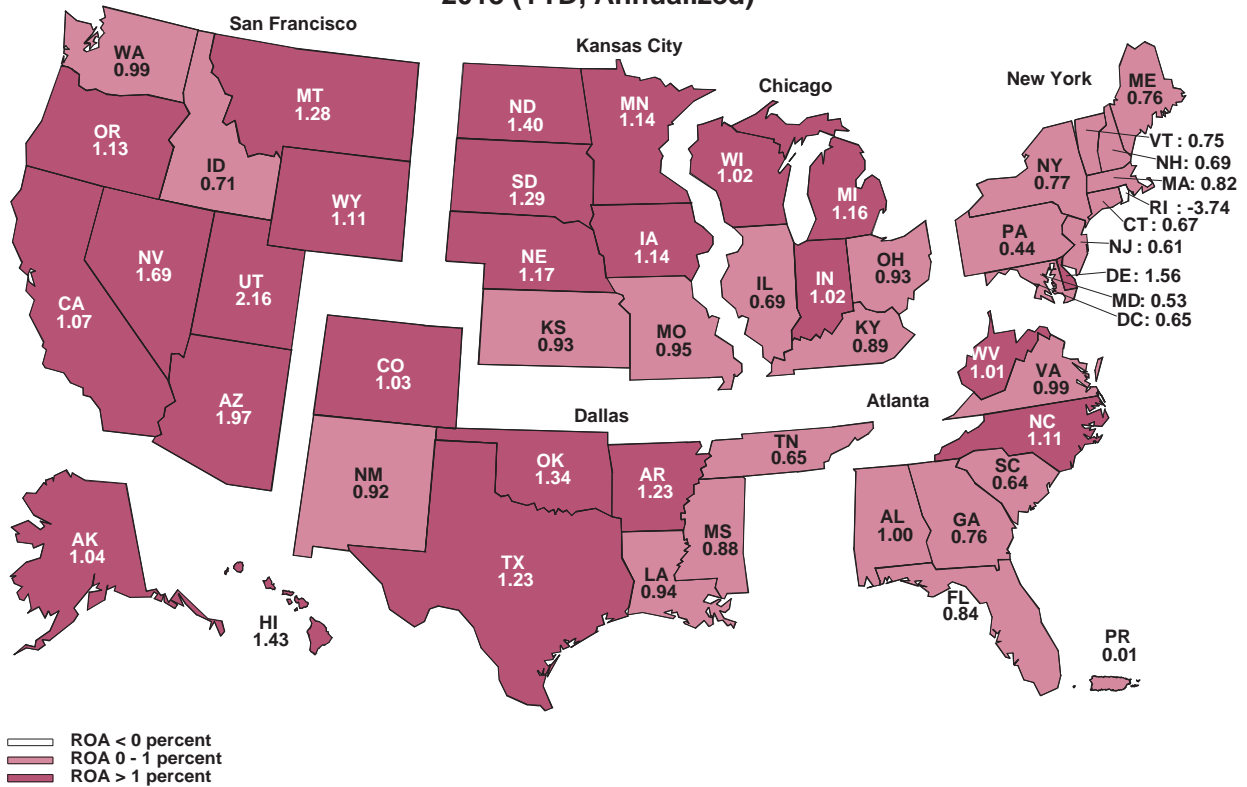 (YTD, Annualized)
San Francisco
Kansas City
Chicago
New York
WA
0.99
MT
1.28
OR
1.13
ID
0.71
WY
1.11
NV
1.69
UT
2.16
CA
1.07
AZ
1.97
AK
1.04
HI
1.43
ND
1.40
MN
1.14
SD
1.29
NE
1.17
IA
1.14
KS
0.93
MO
0.95
WI
1.02
MI
1.16
IL
0.69
IN
1.02
OH
0.93
KY
0.89
ME
0.76
VT : 0.75
NH: 0.69
NY
0.77
MA: 0.82
RI : -3.74
CT : 0.67
PA
0.44
NJ : 0.61
DE: 1.56
MD: 0.53
DC: 0.65
Dallas
CO
1.03
NM
0.92
OK
1.34
AR
1.23
TN
0.65
TX
1.23
MS
0.88
LA
0.94
Atlanta
WV
1.01
VA
0.99
NC
1.11
SC
0.64
AL
1.00
GA
0.76
FL
0.84
PR
0.01
ROA < 0 percent
ROA 0 - 1 percent
ROA > 1 percent